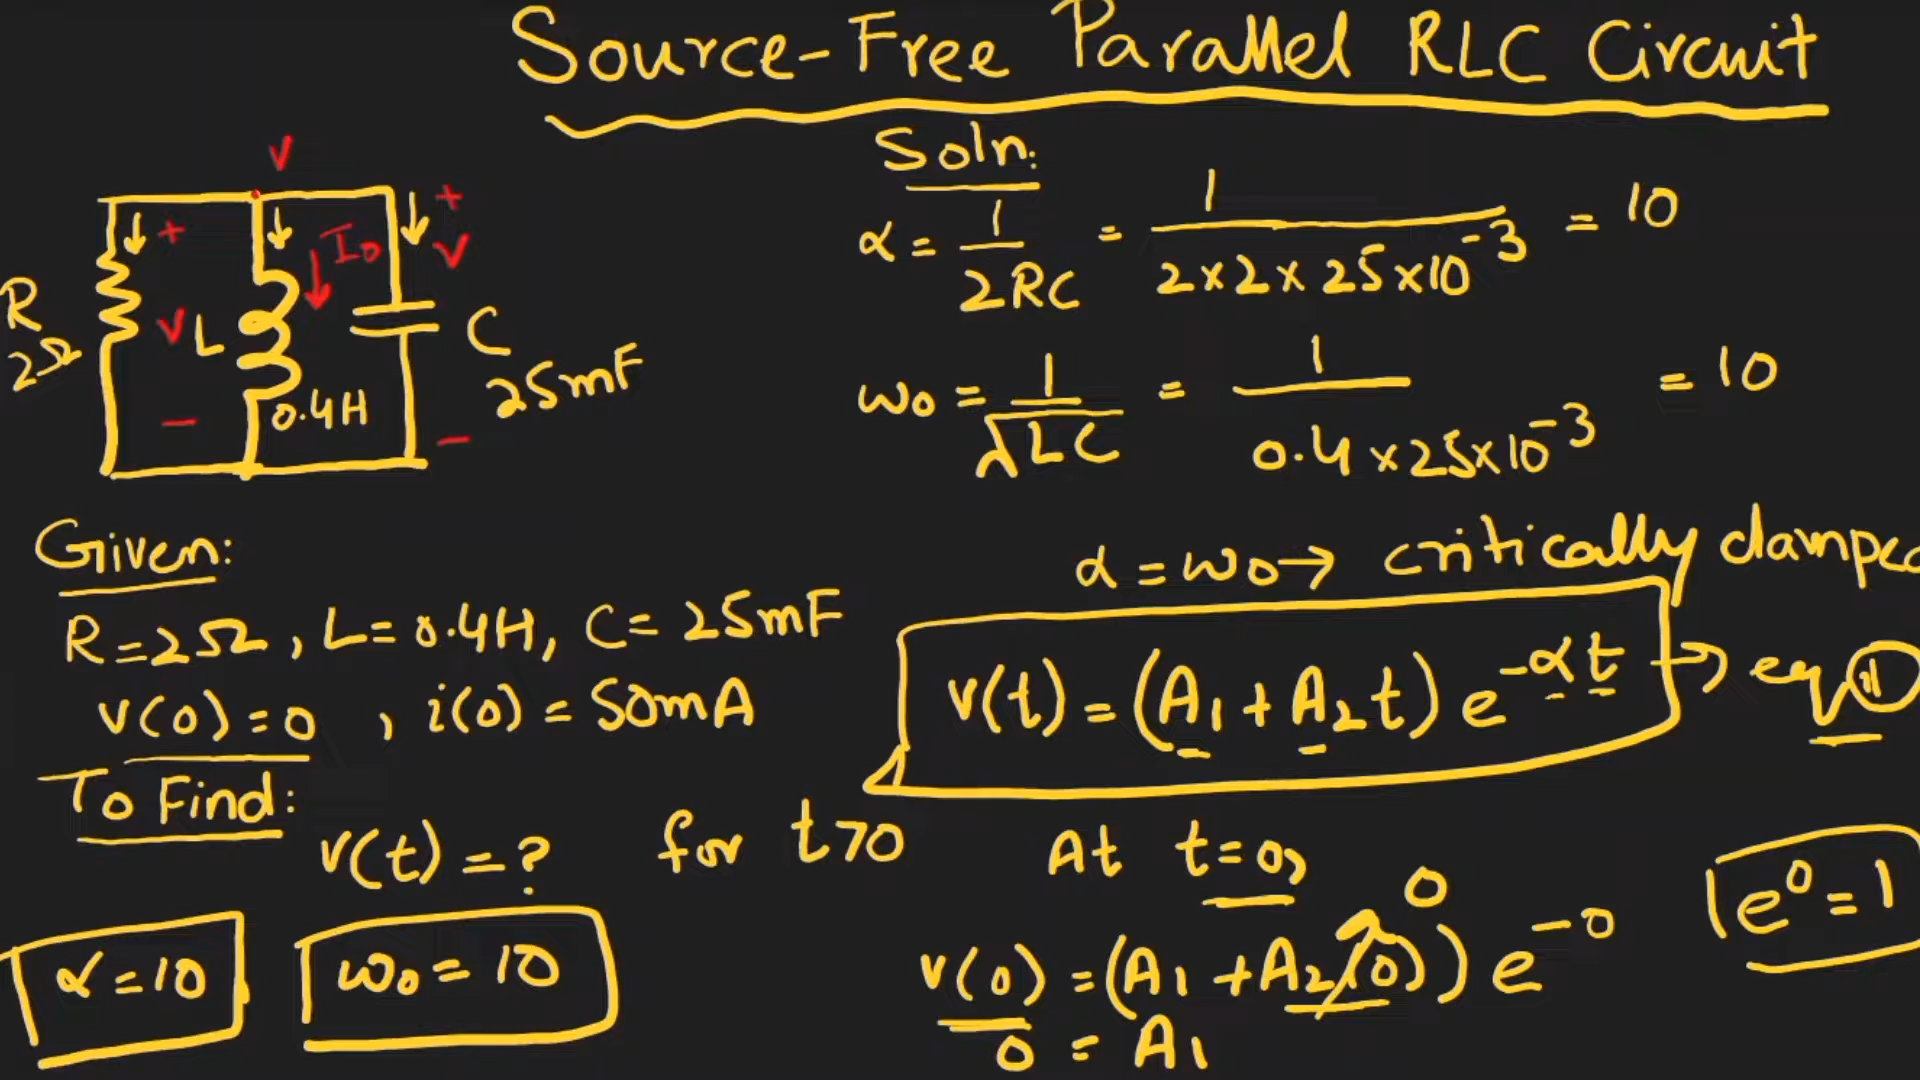 Source-Free Parallel RLC Circuit
V
+
I0
+
V
R
2Ω
V
L
0.4H
C
25mF
-
-
Given:
R=2Ω, L=0.4H, C=25mF
v(0)=0, i(0)=50mA
To Find:
v(t)=? for t>0
α=10
ω0=10
Soln:
α = 1/2RC = 1/2×2×25×10^-3 = 10
ω0 = 1/√LC = 1/0.4×25×10^-3 = 10
α=ω0→ critically damped
v(t)=(A1+A2t)e^-αt → eq 1
At t=0,
0
v(0)=(A1+A2(0))e^-0
e^0=1
0=A1